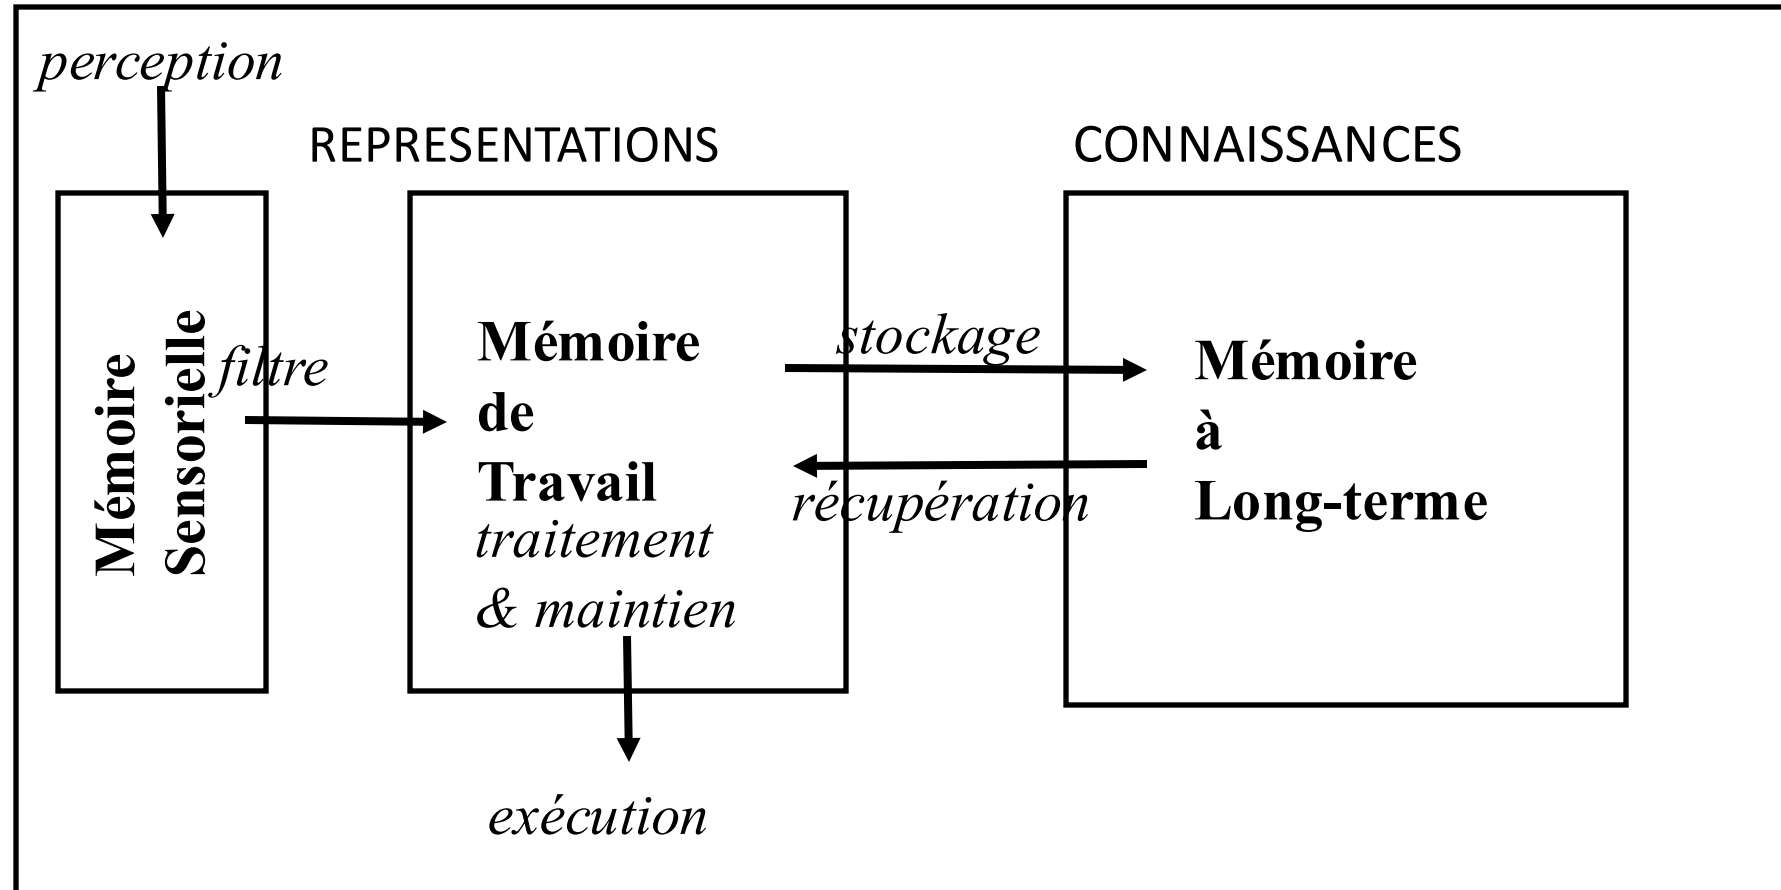 perception
REPRESENTATIONS
CONNAISSANCES
Mémoire
Sensorielle
filtre
Mémoire
de
Travail
traitement
& maintien
stockage
récupération
Mémoire
à
Long-terme
exécution